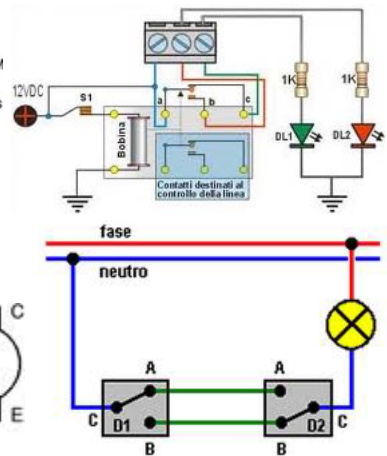 12VDC
S1
a
b
c
Bobina
Contatti destinati al
controllo della linea
1K
1K
DL1
DL2
fase
neutro
C
E
A
A
C
D1
D2
C
B
B